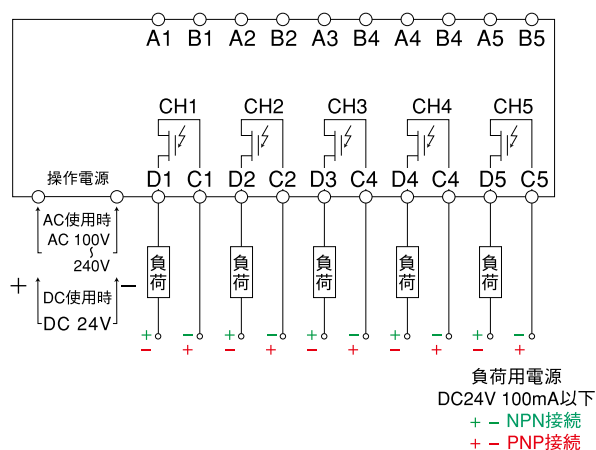 A1 B1 A2 B2 A3 B4 A4 B4 A5 B5
CH1 CH2 CH3 CH4 CH5
操作電源 D1 C1 D2 C2 D3 C4 D4 C4 D5 C5
AC使用時
AC 100V
〜
240V
+ −
DC使用時
DC 24V
負荷 負荷 負荷 負荷 負荷
+ − + − + − + − + −
− + − + − + − + − +
負荷用電源
DC24V 100mA以下
+ − NPN接続
+ − PNP接続